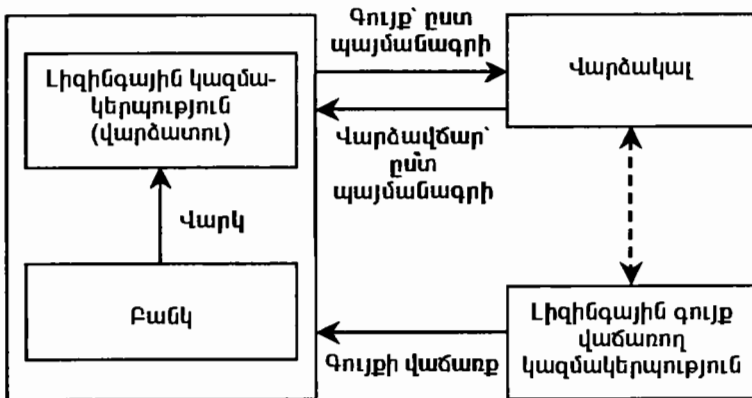 Գույք՝ ըստ
պայմանագրի
Լիզինգային կազմա-
կերպություն
(վարձատու)
Վարձակալ
Վարձավճար՝
ըստ
պայմանագրի
Վարկ
Բանկ
Գույքի վաճառք
Լիզինգային գույք
վաճառող
կազմակերպություն